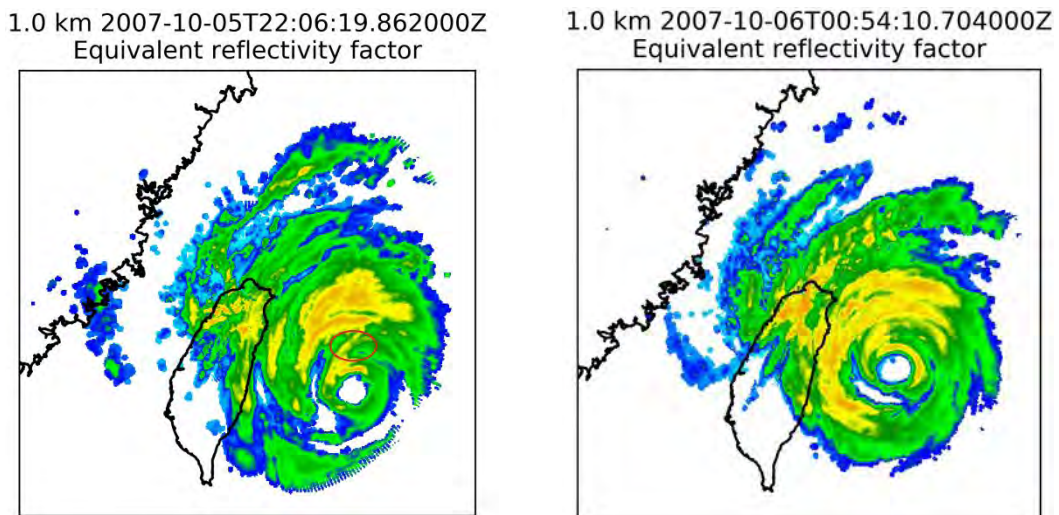 1.0 km 2007-10-05T22:06:19.862000Z
Equivalent reflectivity factor
1.0 km 2007-10-06T00:54:10.704000Z
Equivalent reflectivity factor